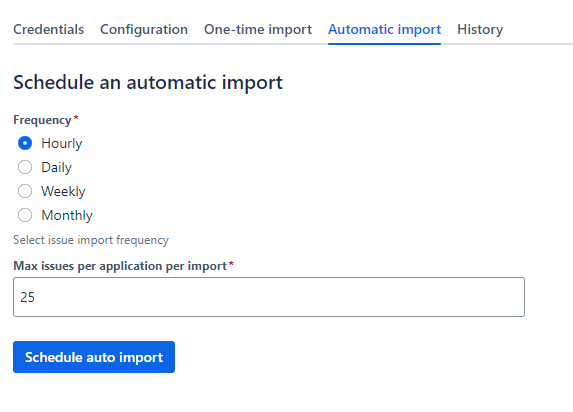 Credentials Configuration One-time import Automatic import History
Schedule an automatic import
Frequency*
Hourly
Daily
Weekly
Monthly
Select issue import frequency
Max issues per application per import*
25
Schedule auto import